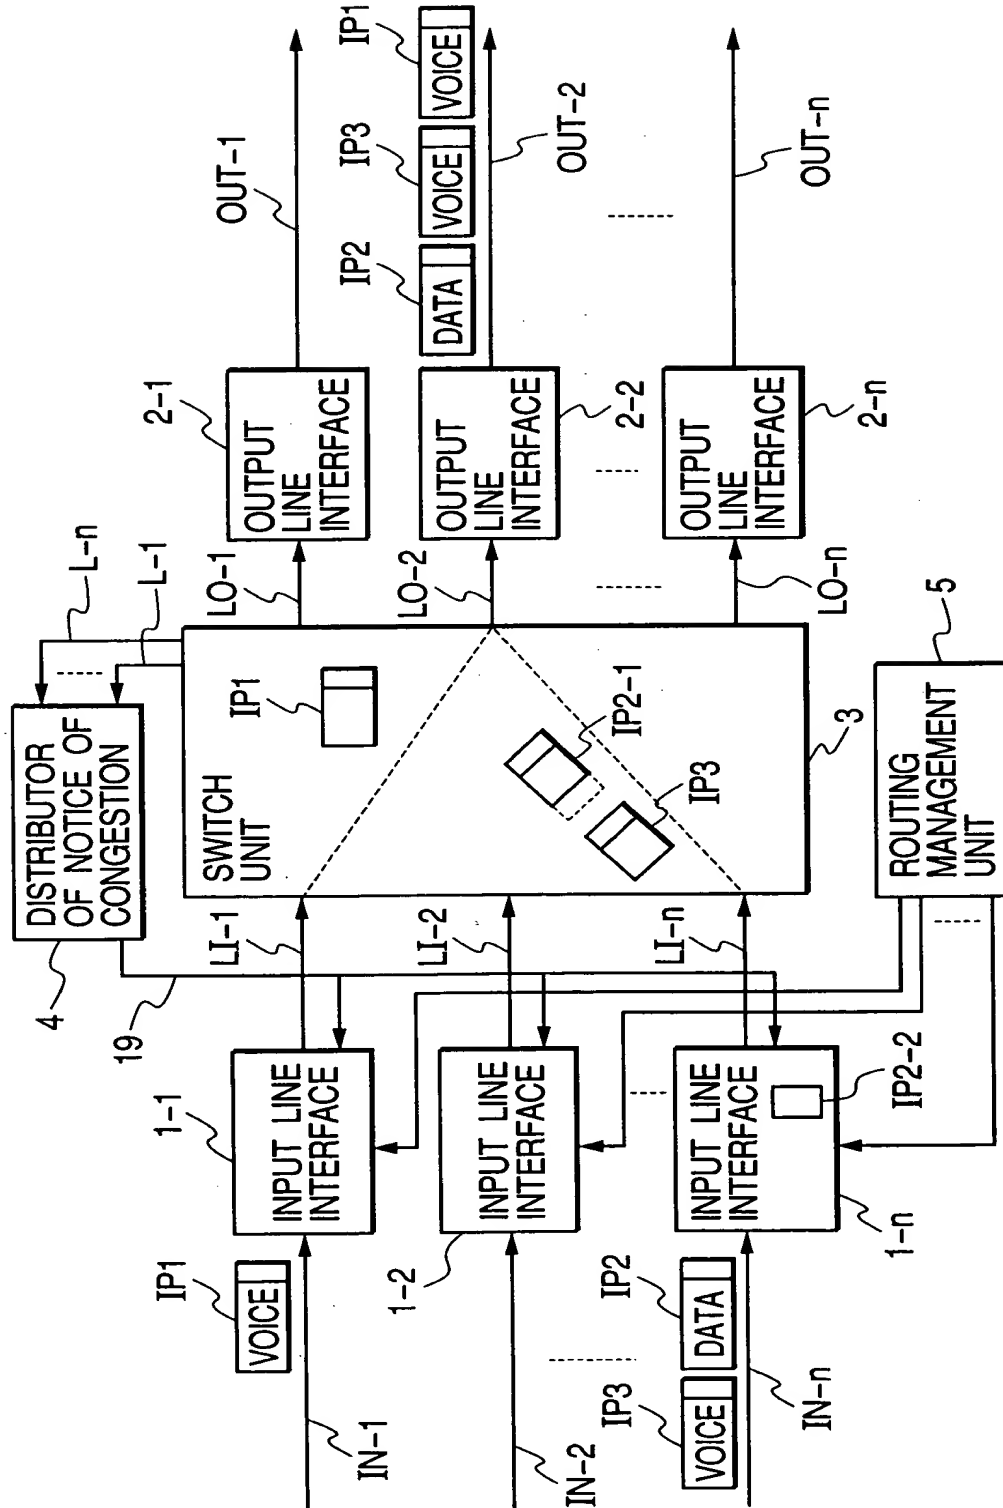 IN-1
IP1
VOICE
1-1
INPUT LINE
INTERFACE
IN-2
1-2
INPUT LINE
INTERFACE
IP3
VOICE
IP2
DATA
IN-n
1-n
INPUT LINE
INTERFACE
IP2-2
4
DISTRIBUTOR
OF NOTICE OF
CONGESTION
19
L-n
L-1
LI-1
LI-2
LI-n
SWITCH
UNIT
IP1
IP2-1
IP3
3
ROUTING
MANAGEMENT
UNIT
5
LO-1
LO-2
LO-n
2-1
OUTPUT
LINE
INTERFACE
OUTPUT
LINE
INTERFACE
2-2
OUTPUT
LINE
INTERFACE
2-n
OUT-1
IP2
DATA
IP3
VOICE
IP1
VOICE
OUT-2
OUT-n